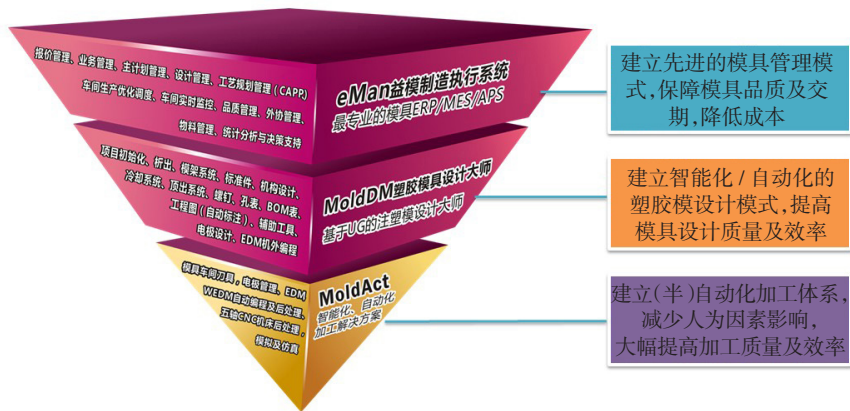 报价管理、业务管理、主计划管理、设计管理、工艺规划管理(CAPP)
车间生产优化调度、车间实时监控、品质管理、外协管理、
物料管理、统计分析与决策支持
eMan益模制造执行系统
最专业的模具ERP/MES/APS
建立先进的模具管理模
式,保障模具品质及交
期,降低成本
项目初始化、析出、模架系统、标准件、机构设计、
冷却系统、顶出系统、螺钉、孔表、BOM表、
工程图(自动标注)、辅助工具、
电极设计、EDM机外编程
MoldDM塑胶模具设计大师
基于UG的注塑模设计大师
建立智能化/自动化的
塑胶模设计模式,提高
模具设计质量及效率
模具车间刀具,电极管理、EDM
WEDM自动编程及后处理、
五轴CNC机床后处理,
模拟及仿真
MoldAct
智能化、自动化
加工解决方案
建立(半)自动化加工体系,
减少人为因素影响,
大幅提高加工质量及效率